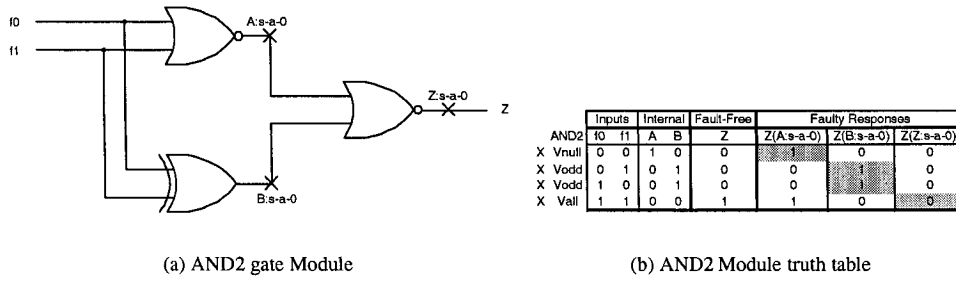 f0
f1
A:s-a-0
B:s-a-0
Z:s-a-0
Z
Inputs Internal Fault-Free Faulty Responses
AND2 f0 f1 A B Z Z(A:s-a-0) Z(B:s-a-0) Z(Z:s-a-0)
X Vnull 0 0 1 0 0 1 0 0
X Vodd 0 1 0 1 0 0 1 0
X Vodd 1 0 0 1 0 0 1 0
X Vall 1 1 0 0 1 1 0 0
(a) AND2 gate Module
(b) AND2 Module truth table